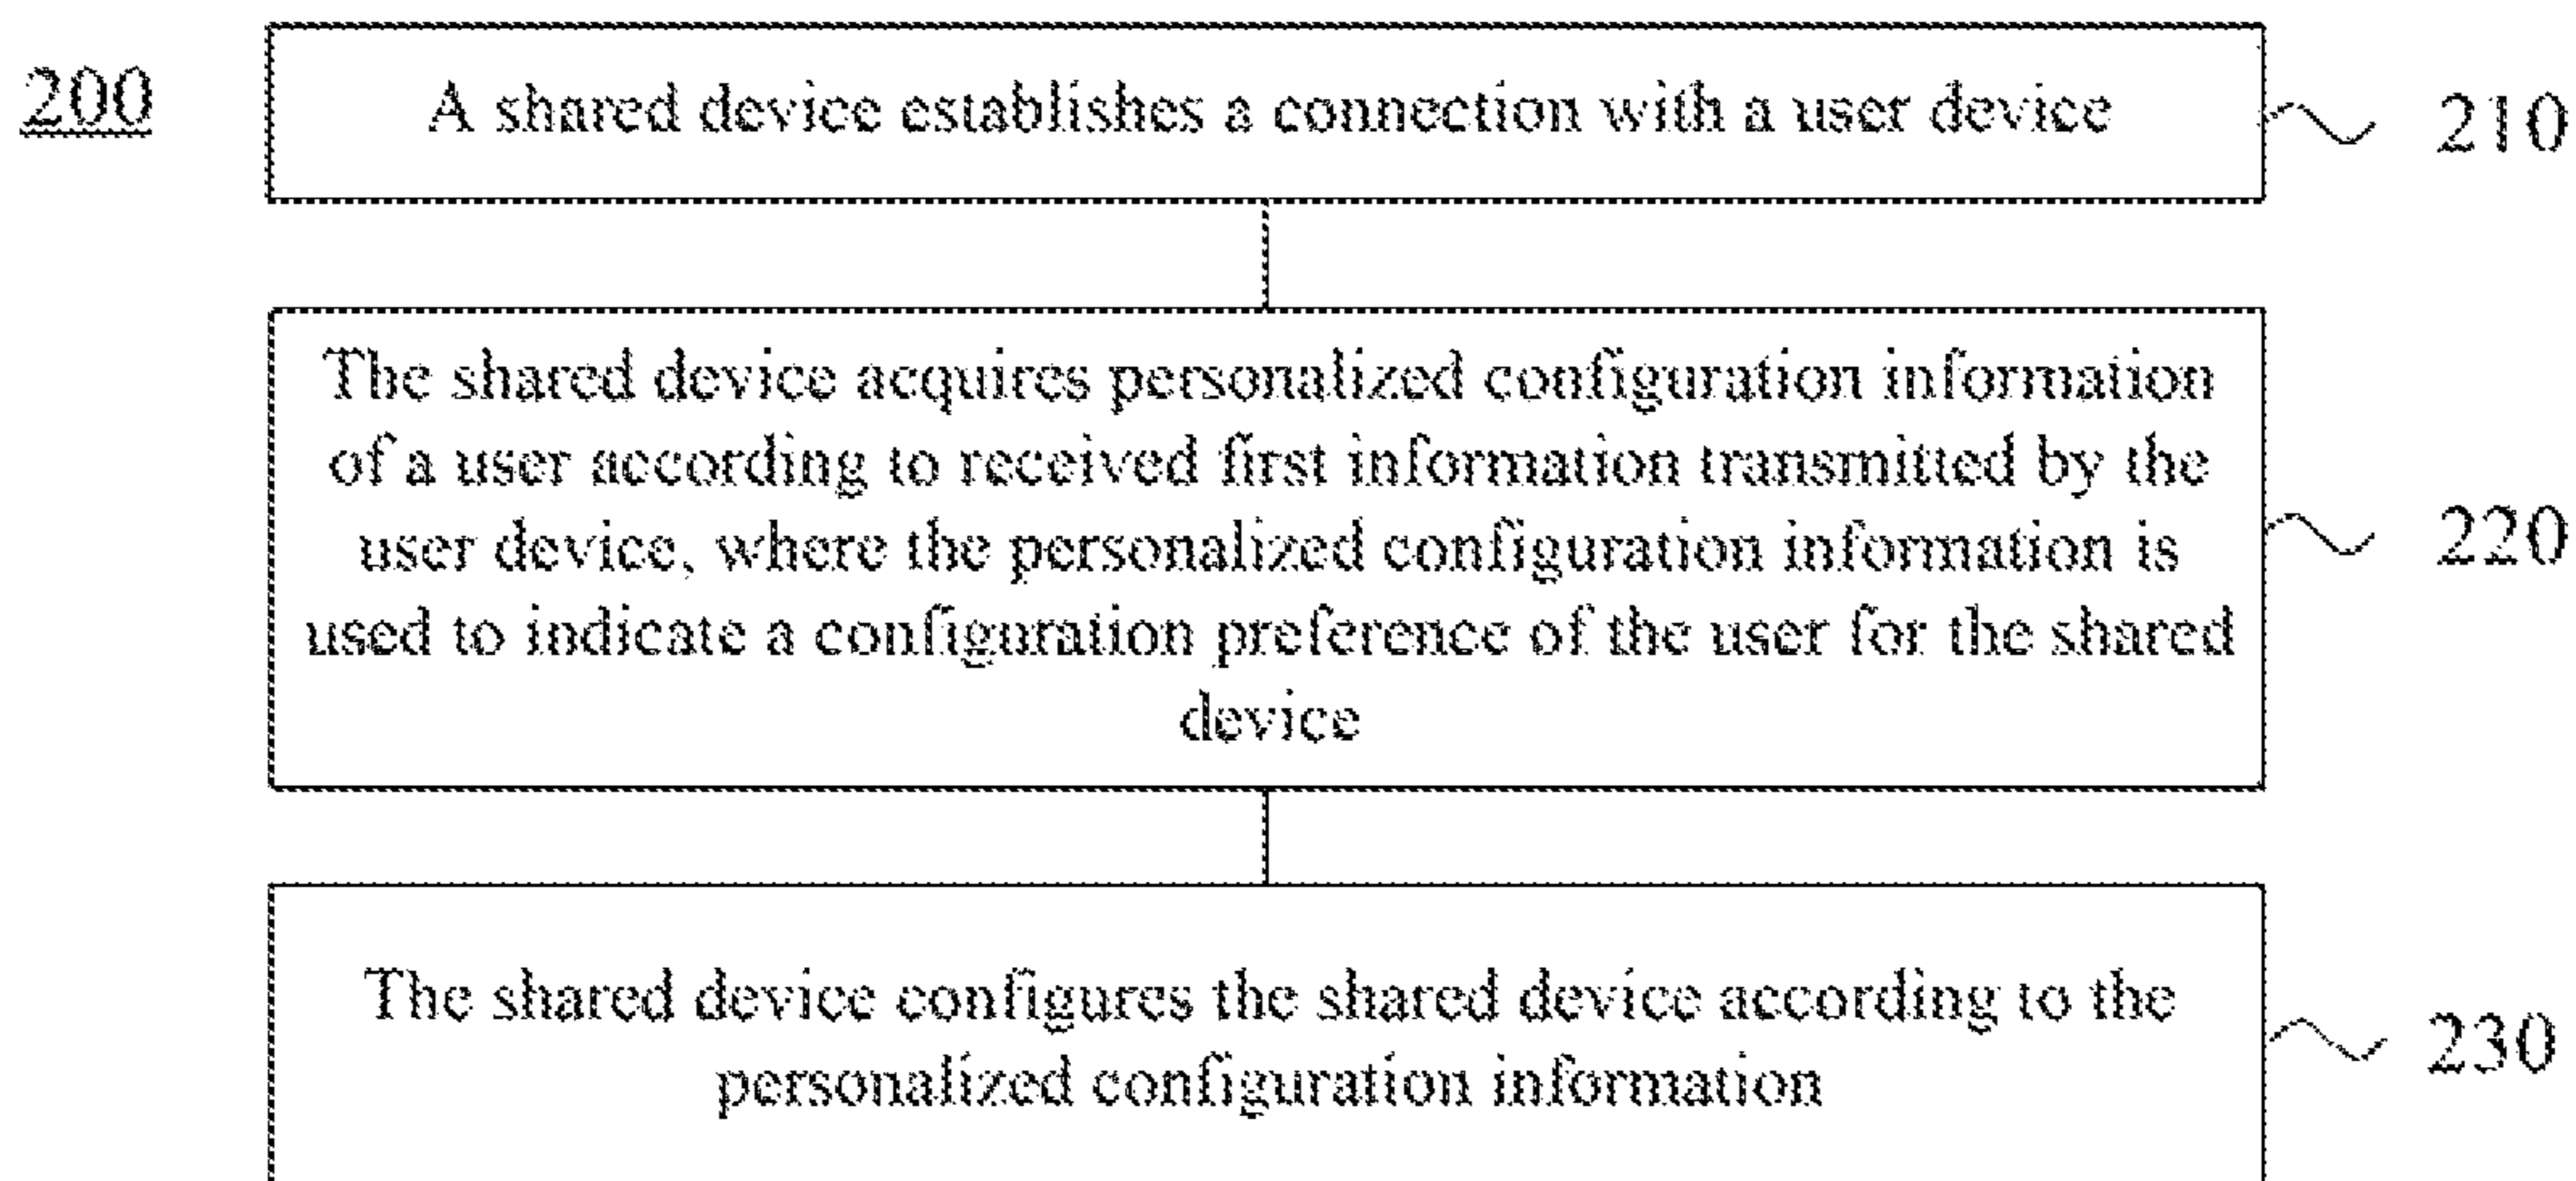 200
A shared device establishes a connection with a user device
210
The shared device acquires personalized configuration information
of a user according to received first information transmitted by the
user device, where the personalized configuration information is
used to indicate a configuration preference of the user for the shared
device
220
The shared device configures the shared device according to the
personalized configuration information
230